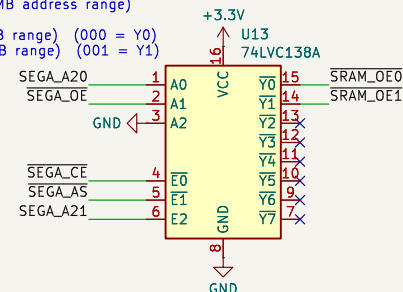 MB address range)
B range) (000 = Y0)
B range) (001 = Y1)
+3.3V
U13
74LVC138A
16
VCC
SEGA_A20 1 A0 Y0 15 SRAM_OE0
SEGA_OE 2 A1 Y1 14 SRAM_OE1
GND 3 A2 Y2 13
Y3 12
Y4 11
SEGA_CE 4 E0 Y5 10
SEGA_AS 5 E1 Y6 9
SEGA_A21 6 E2 Y7 7
GND
8
GND